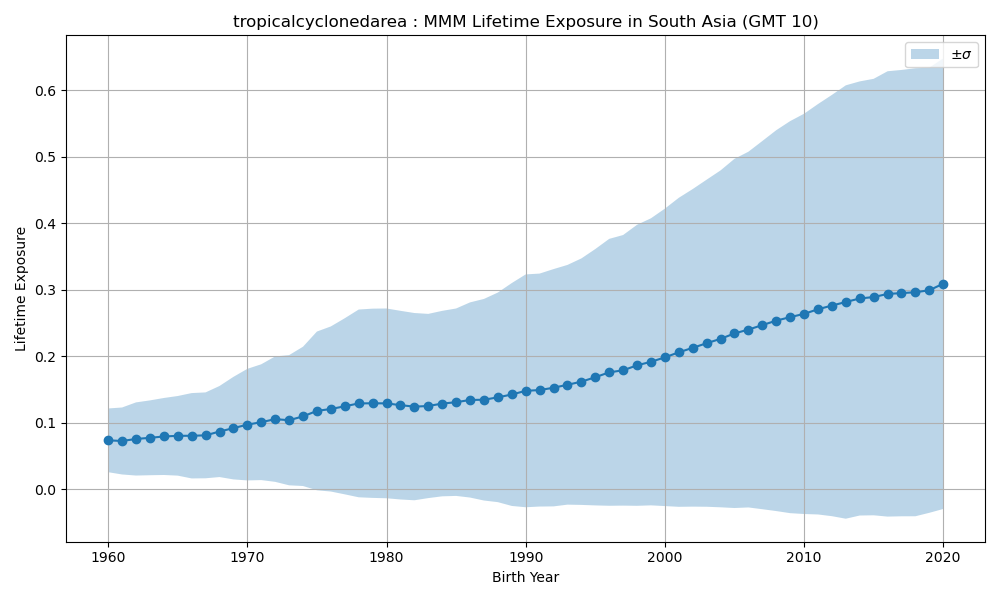 tropicalcyclonedarea : MMM Lifetime Exposure in South Asia (GMT 10)
±σ
0.6
0.5
0.4
0.3
0.2
0.1
0.0
Lifetime Exposure
1960 1970 1980 1990 2000 2010 2020
Birth Year